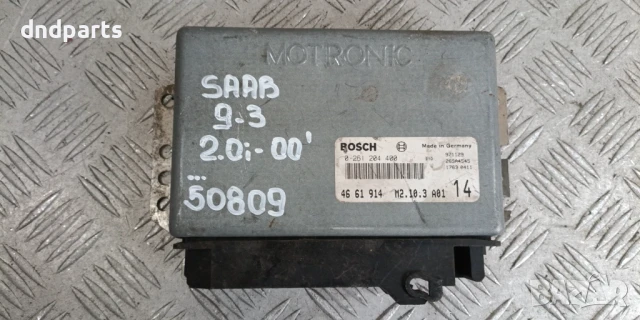 dndparts
MOTRONIC
SAAB
9-3
2.0i-00'
...50809
BOSCH
Made in Germany
0 261 204 400
46 61 914 M2.10.3 A01 14
bazar